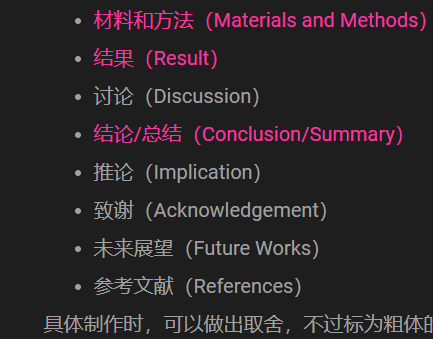 材料和方法（Materials and Methods）
结果（Result）
讨论（Discussion）
结论/总结（Conclusion/Summary）
推论（Implication）
致谢（Acknowledgement）
未来展望（Future Works）
参考文献（References）
具体制作时，可以做出取舍，不过标为粗体的